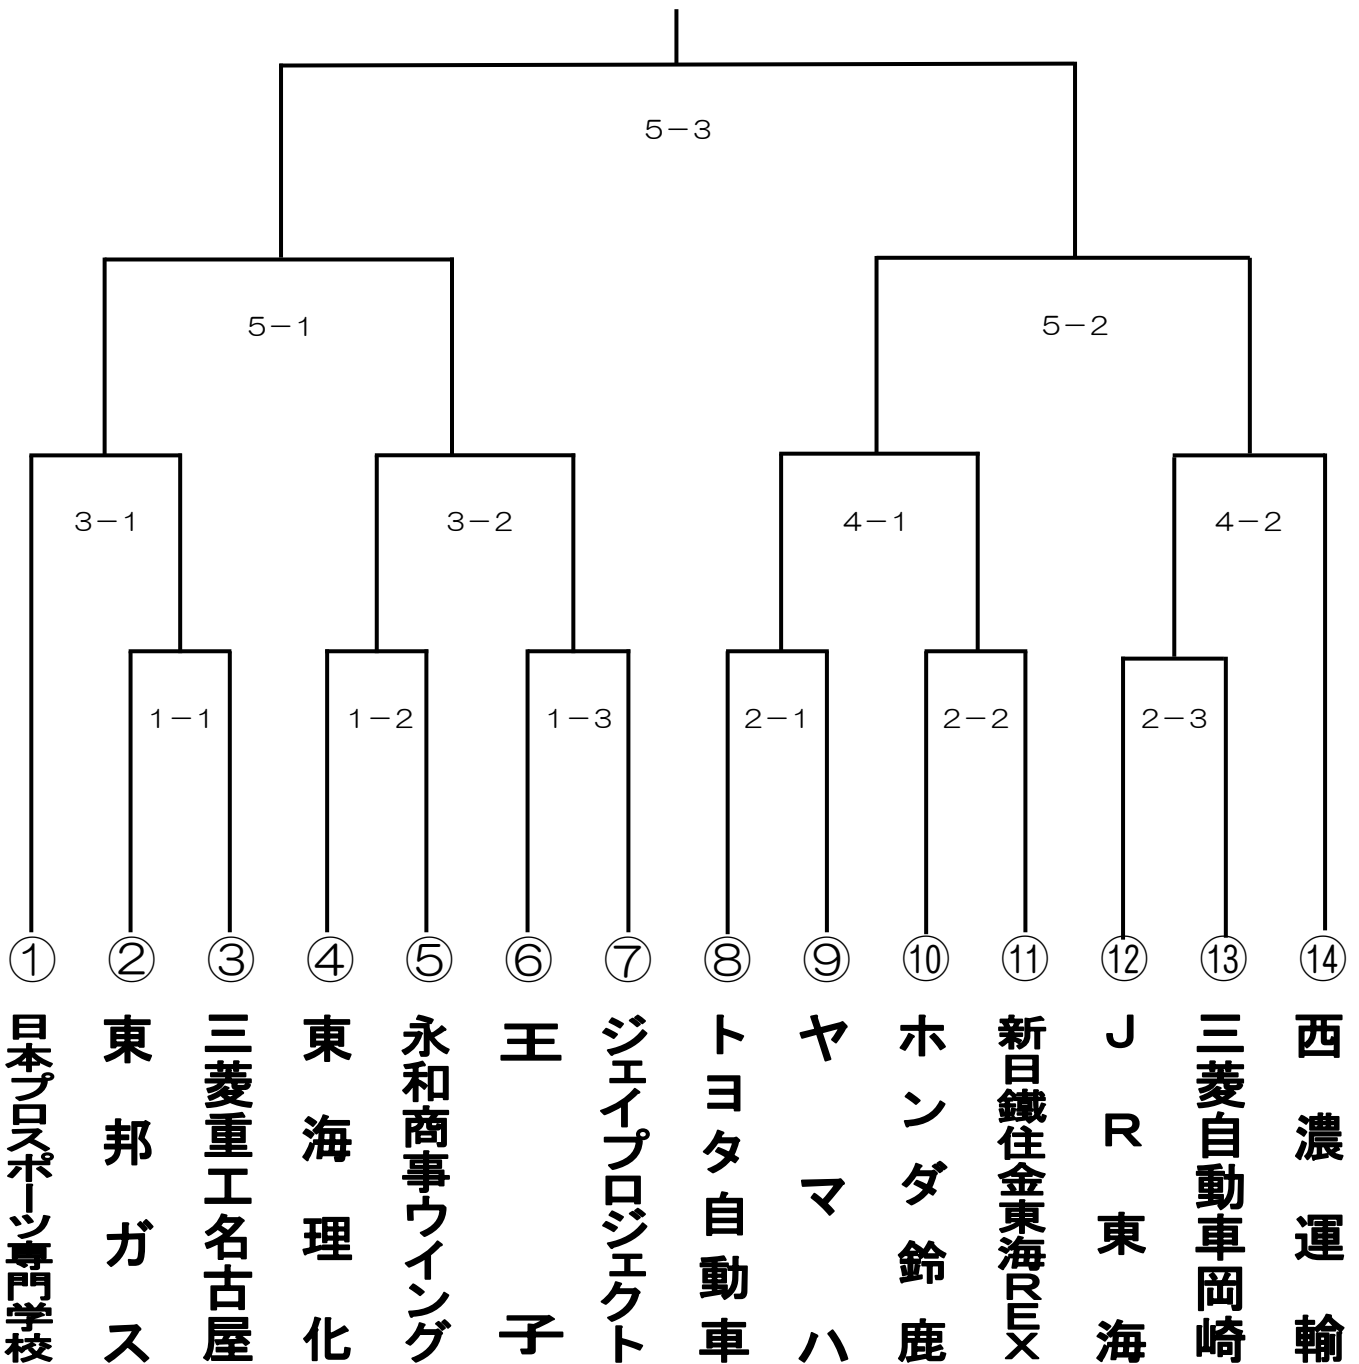 ５－３
５－１
５－２
３－１
３－２
４－１
４－２
１－１
１－２
１－３
２－１
２－２
２－３
①
②
③
④
⑤
⑥
⑦
⑧
⑨
⑩
⑪
⑫
⑬
⑭
日本プロスポーツ専門学校
東邦ガス
三菱重工名古屋
東海理化
永和商事ウイング
王子
ジェイプロジェクト
トヨタ自動車
ヤマハ
ホンダ鈴鹿
新日鐵住金東海REX
ＪＲ東海
三菱自動車岡崎
西濃運輸